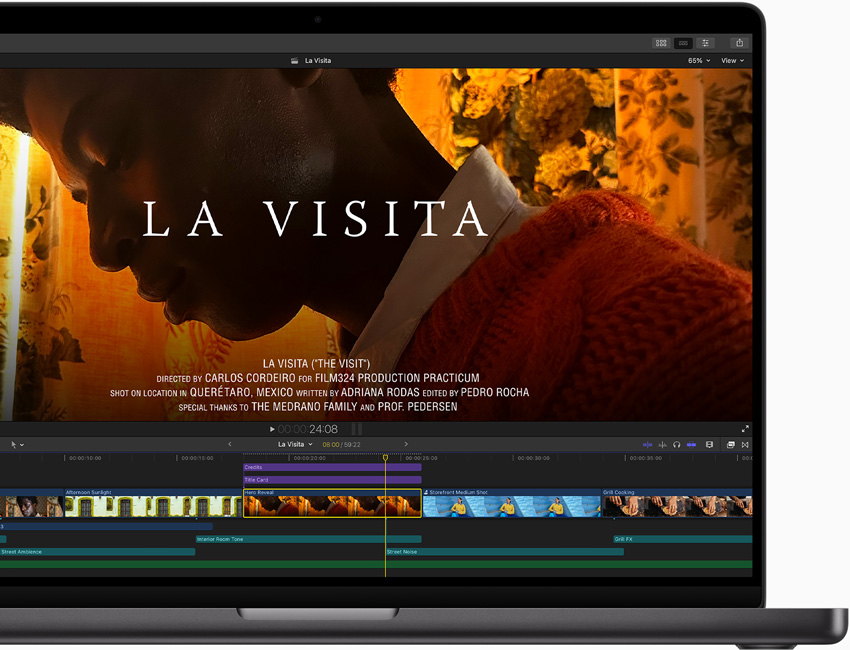 La Visita
65% View
LA VISITA
LA VISITA ("THE VISIT")
DIRECTED BY CARLOS CORDEIRO FOR FILM324 PRODUCTION PRACTICUM
SHOT ON LOCATION IN QUERÉTARO, MEXICO WRITTEN BY ADRIANA RODAS EDITED BY PEDRO ROCHA
SPECIAL THANKS TO THE MEDRANO FAMILY AND PROF. PEDERSEN
00:00:24:08
La Visita 08:00 / 59:22
00:00:10:00 00:00:15:00 00:00:20:00 00:00:25:00 00:00:30:00 00:00:35:00
Credits
Title Card
Afternoon Sunlight Hero Reveal Storefront Medium Shot Grill Cooking
3
Interior Room Tone Grill FX
Street Ambience Street Noise